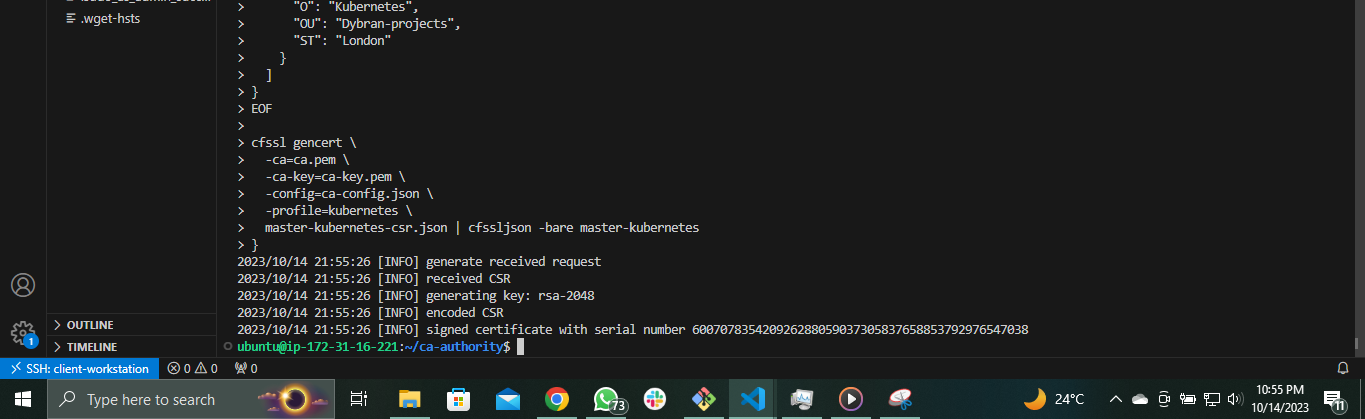 .wget-hsts
> "O": "Kubernetes",
> "OU": "Dybran-projects",
> "ST": "London"
> }
> ]
> }
> EOF
>
> cfssl gencert \
> -ca=ca.pem \
> -ca-key=ca-key.pem \
> -config=ca-config.json \
> -profile=kubernetes \
> master-kubernetes-csr.json | cfssljson -bare master-kubernetes
> }
2023/10/14 21:55:26 [INFO] generate received request
2023/10/14 21:55:26 [INFO] received CSR
2023/10/14 21:55:26 [INFO] generating key: rsa-2048
2023/10/14 21:55:26 [INFO] encoded CSR
2023/10/14 21:55:26 [INFO] signed certificate with serial number 600707835420926288059037305837658853792976547038
ubuntu@ip-172-31-16-221:~/ca-authority$
OUTLINE
TIMELINE
1
SSH: client-workstation
0
0
0
Type here to search
73
24°C
10:55 PM
10/14/2023
11